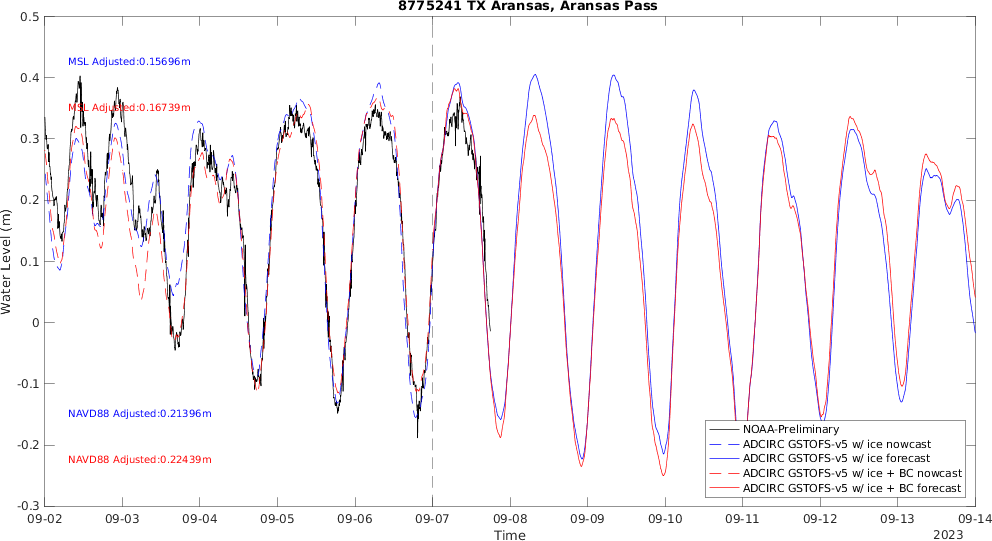 8775241 TX Aransas, Aransas Pass
0.5
0.4
0.3
0.2
0.1
0
-0.1
-0.2
-0.3
Water Level (m)
MSL Adjusted:0.15696m
MSL Adjusted:0.16739m
NAVD88 Adjusted:0.21396m
NAVD88 Adjusted:0.22439m
NOAA-Preliminary
ADCIRC GSTOFS-v5 w/ ice nowcast
ADCIRC GSTOFS-v5 w/ ice forecast
ADCIRC GSTOFS-v5 w/ ice + BC nowcast
ADCIRC GSTOFS-v5 w/ ice + BC forecast
09-02 09-03 09-04 09-05 09-06 09-07 09-08 09-09 09-10 09-11 09-12 09-13 09-14
Time
2023